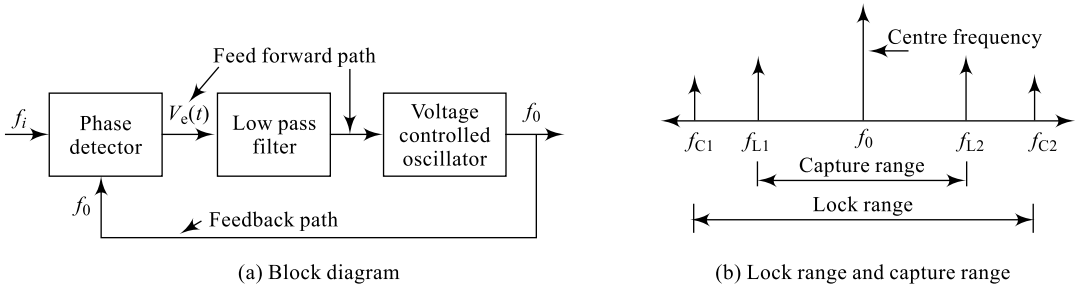 Feed forward path
f_i
Phase
detector
V_e(t)
Low pass
filter
Voltage
controlled
oscillator
f_0
f_0
Feedback path
(a) Block diagram
Centre frequency
f_C1
f_L1
f_0
f_L2
f_C2
Capture range
Lock range
(b) Lock range and capture range